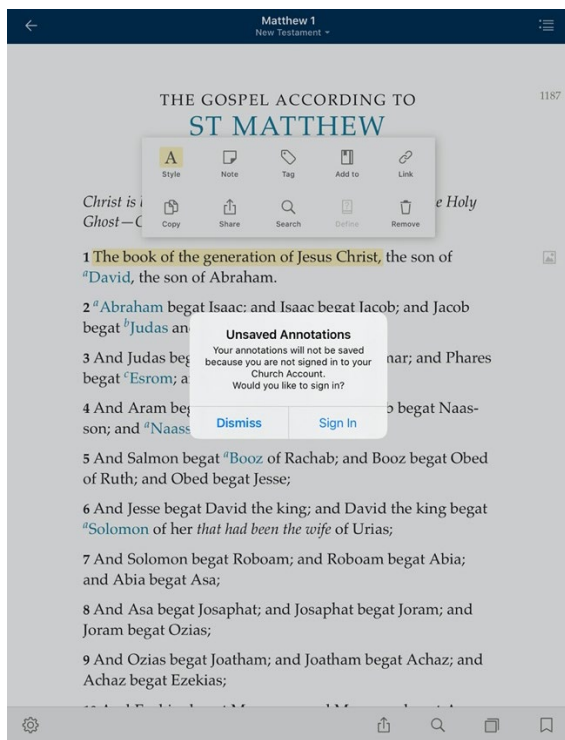 Matthew 1
New Testament
THE GOSPEL ACCORDING TO
1187
ST MATTHEW
Style Note Tag Add to Link
Copy Share Search Define Remove
Christ is e Holy
Ghost—
1 The book of the generation of Jesus Christ, the son of
aDavid, the son of Abraham.
2 aAbraham begat Isaac; and Isaac begat Jacob; and Jacob
begat bJudas an
Unsaved Annotations
Your annotations will not be saved
because you are not signed in to your
Church Account.
Would you like to sign in?
Dismiss Sign In
3 And Judas beg mar; and Phares
begat cEsrom; a
4 And Aram beg b begat Naas-
son; and aNaass
5 And Salmon begat aBooz of Rachab; and Booz begat Obed
of Ruth; and Obed begat Jesse;
6 And Jesse begat David the king; and David the king begat
aSolomon of her that had been the wife of Urias;
7 And Solomon begat Roboam; and Roboam begat Abia;
and Abia begat Asa;
8 And Asa begat Josaphat; and Josaphat begat Joram; and
Joram begat Ozias;
9 And Ozias begat Joatham; and Joatham begat Achaz; and
Achaz begat Ezekias;